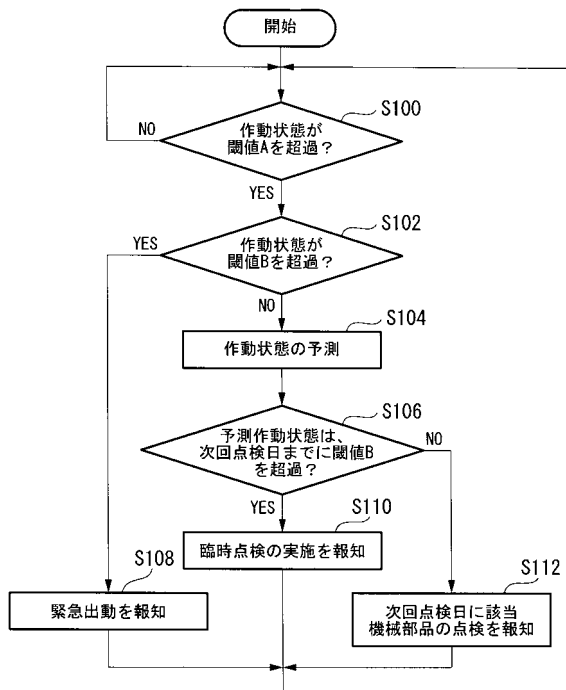 開始
S100
作動状態が
閾値Aを超過？
NO
YES
S102
作動状態が
閾値Bを超過？
YES
NO
S104
作動状態の予測
S106
予測作動状態は、
次回点検日までに閾値B
を超過？
NO
YES
S110
臨時点検の実施を報知
S108
緊急出動を報知
S112
次回点検日に該当
機械部品の点検を報知